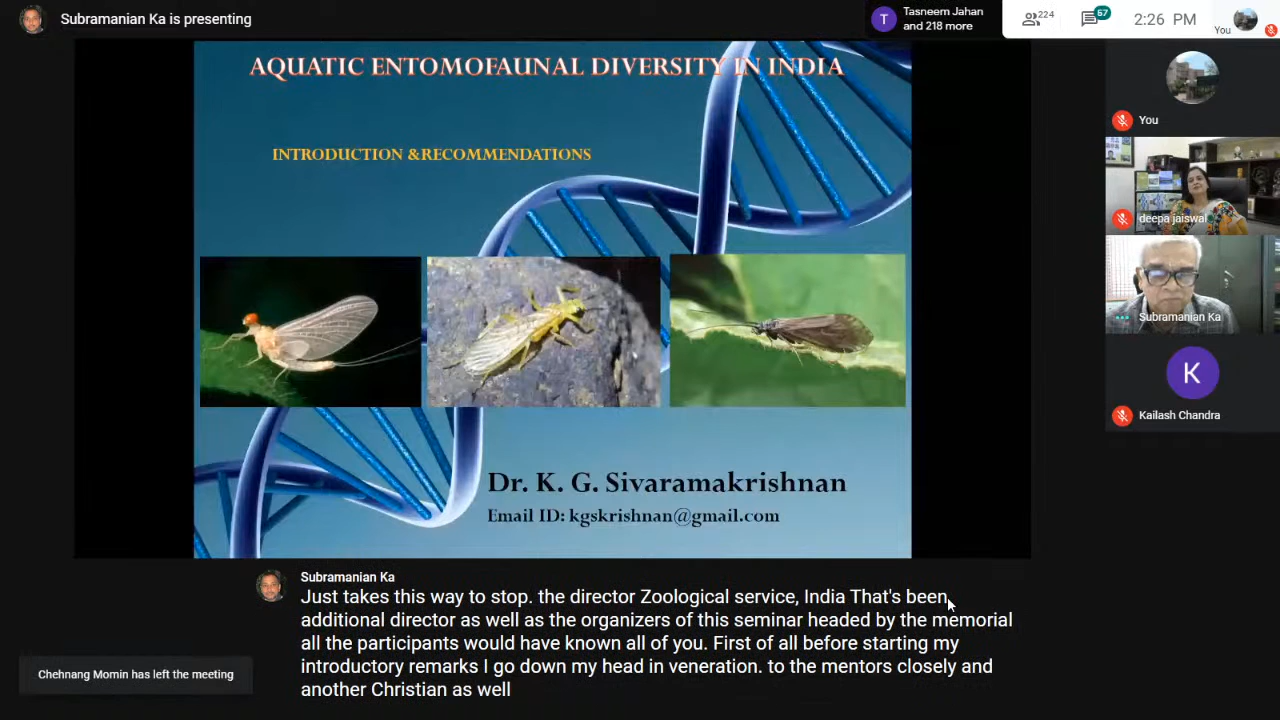 Subramanian Ka is presenting
T
Tasneem Jahan
and 218 more
224
57
2:26 PM
You
AQUATIC ENTOMOFAUNAL DIVERSITY IN INDIA
INTRODUCTION &RECOMMENDATIONS
Dr. K. G. Sivaramakrishnan
Email ID: kgskrishnan@gmail.com
You
deepa jaiswal
Subramanian Ka
K
Kailash Chandra
Subramanian Ka
Just takes this way to stop. the director Zoological service, India That's been
additional director as well as the organizers of this seminar headed by the memorial
all the participants would have known all of you. First of all before starting my
introductory remarks I go down my head in veneration. to the mentors closely and
another Christian as well
Chehnang Momin has left the meeting